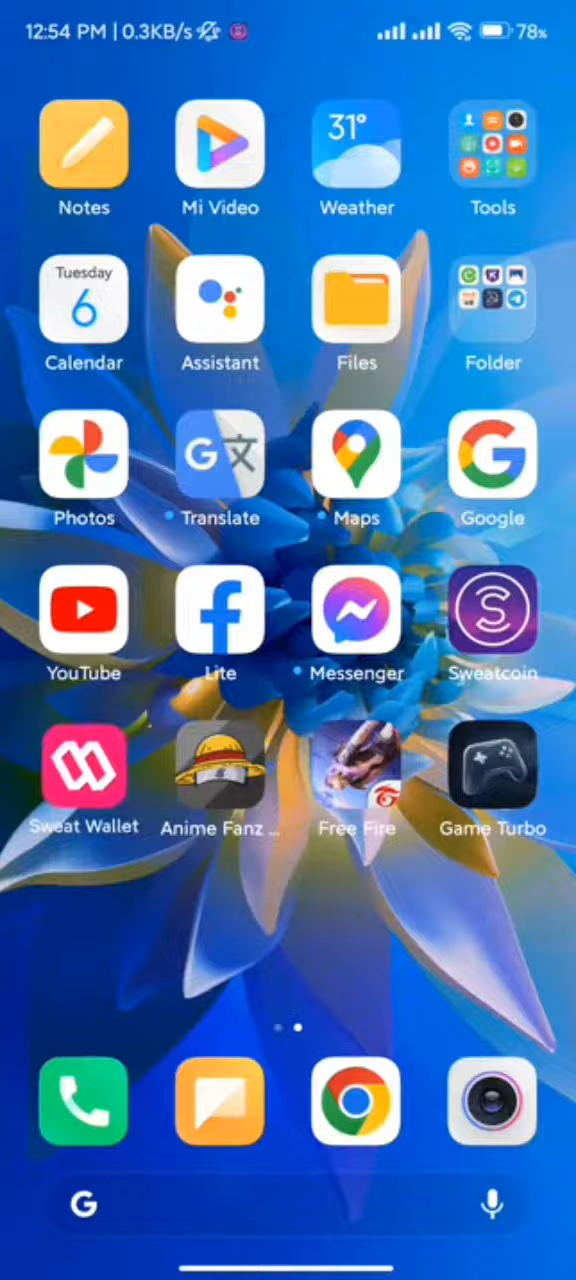 12:54 PM | 0.3KB/s 78%
31°
Notes Mi Video Weather Tools
Tuesday
6
Calendar Assistant Files Folder
G 文
Photos Translate Maps Google
YouTube Lite Messenger Sweatcoin
Sweat Wallet Anime Fanz ... Free Fire Game Turbo